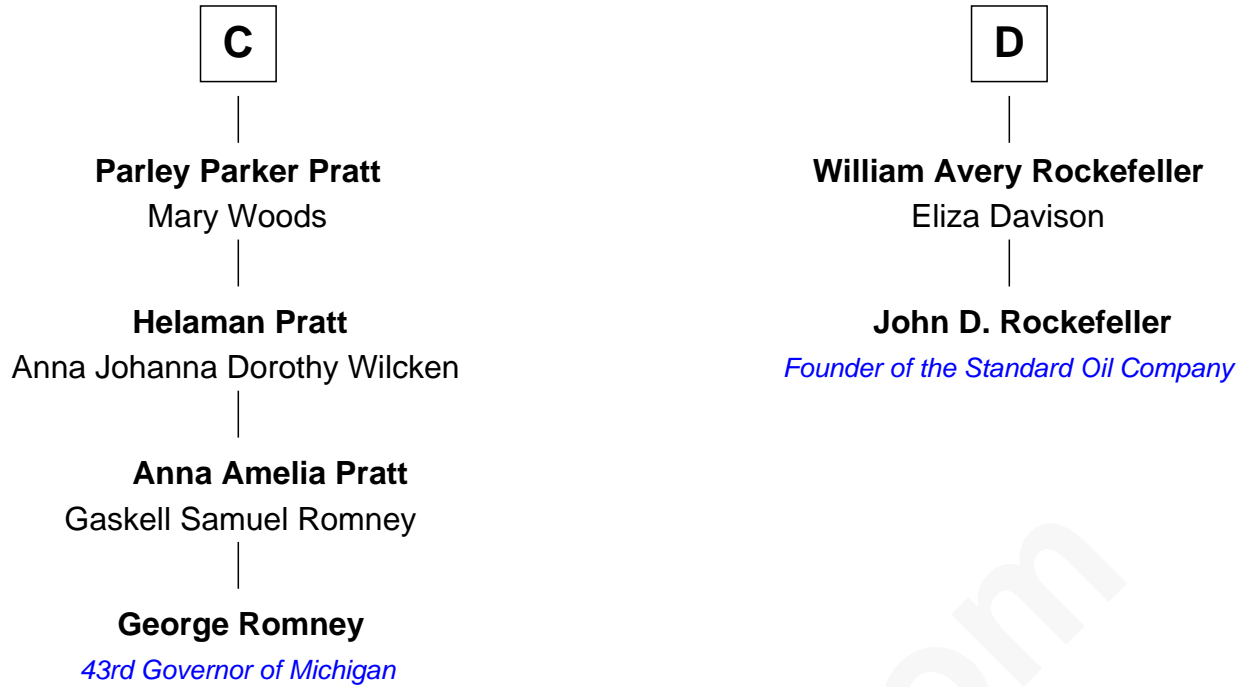 C
Parley Parker Pratt
Mary Woods
Helaman Pratt
Anna Johanna Dorothy Wilcken
Anna Amelia Pratt
Gaskell Samuel Romney
George Romney
43rd Governor of Michigan
D
William Avery Rockefeller
Eliza Davison
John D. Rockefeller
Founder of the Standard Oil Company
om